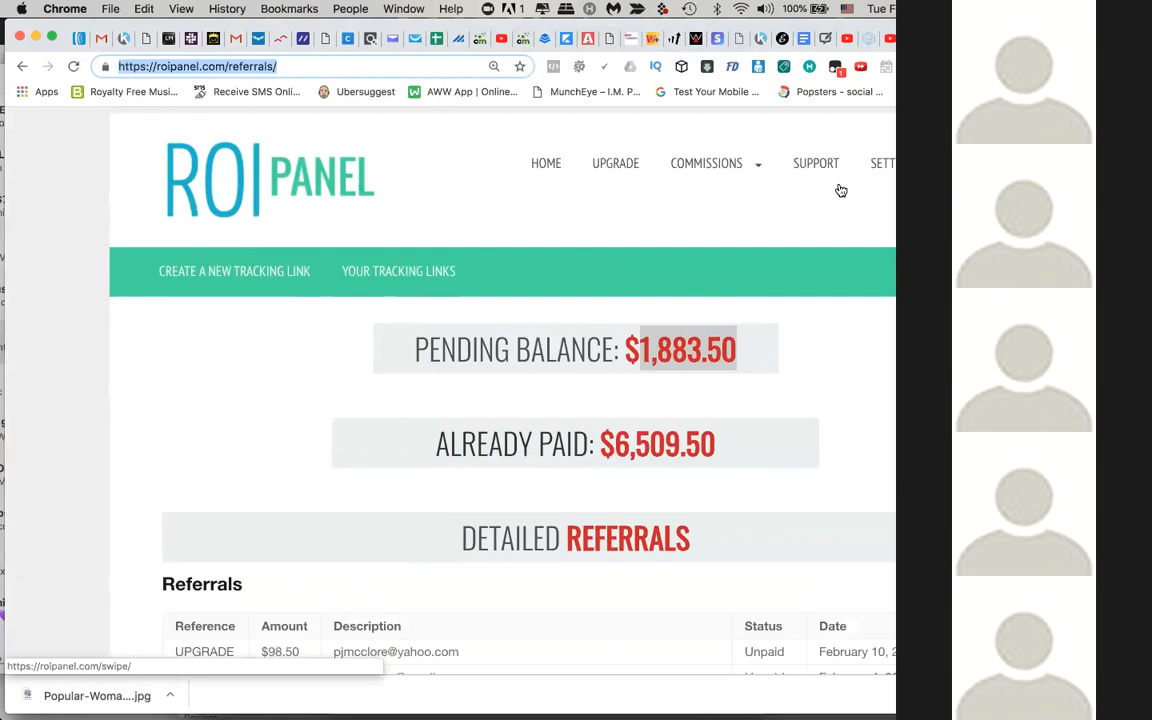 Chrome File Edit View History Bookmarks People Window Help 1 100% Tue F
https://roipanel.com/referrals/
Apps Royalty Free Musi... Receive SMS Onlin... Ubersuggest AWW App | Online... MunchEye – I.M. P... Test Your Mobile ... Popsters - social ...
ROI PANEL
HOME UPGRADE COMMISSIONS SUPPORT SETT
CREATE A NEW TRACKING LINK YOUR TRACKING LINKS
PENDING BALANCE: $1,883.50
ALREADY PAID: $6,509.50
DETAILED REFERRALS
Referrals
Reference Amount Description Status Date
UPGRADE $98.50 pjmcclore@yahoo.com Unpaid February 10, 2
https://roipanel.com/swipe/
Popular-Woma....jpg